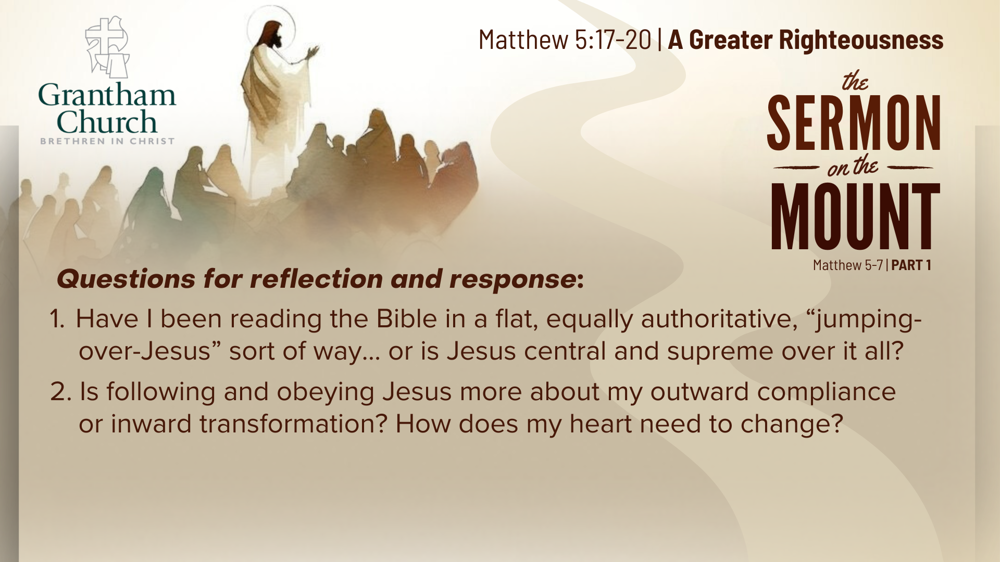 Grantham
Church
BRETHREN IN CHRIST
Matthew 5:17-20 | A Greater Righteousness
the
SERMON
on the
MOUNT
Matthew 5-7 | PART 1
Questions for reflection and response:
1. Have I been reading the Bible in a flat, equally authoritative, “jumping-
over-Jesus” sort of way... or is Jesus central and supreme over it all?
2. Is following and obeying Jesus more about my outward compliance
or inward transformation? How does my heart need to change?